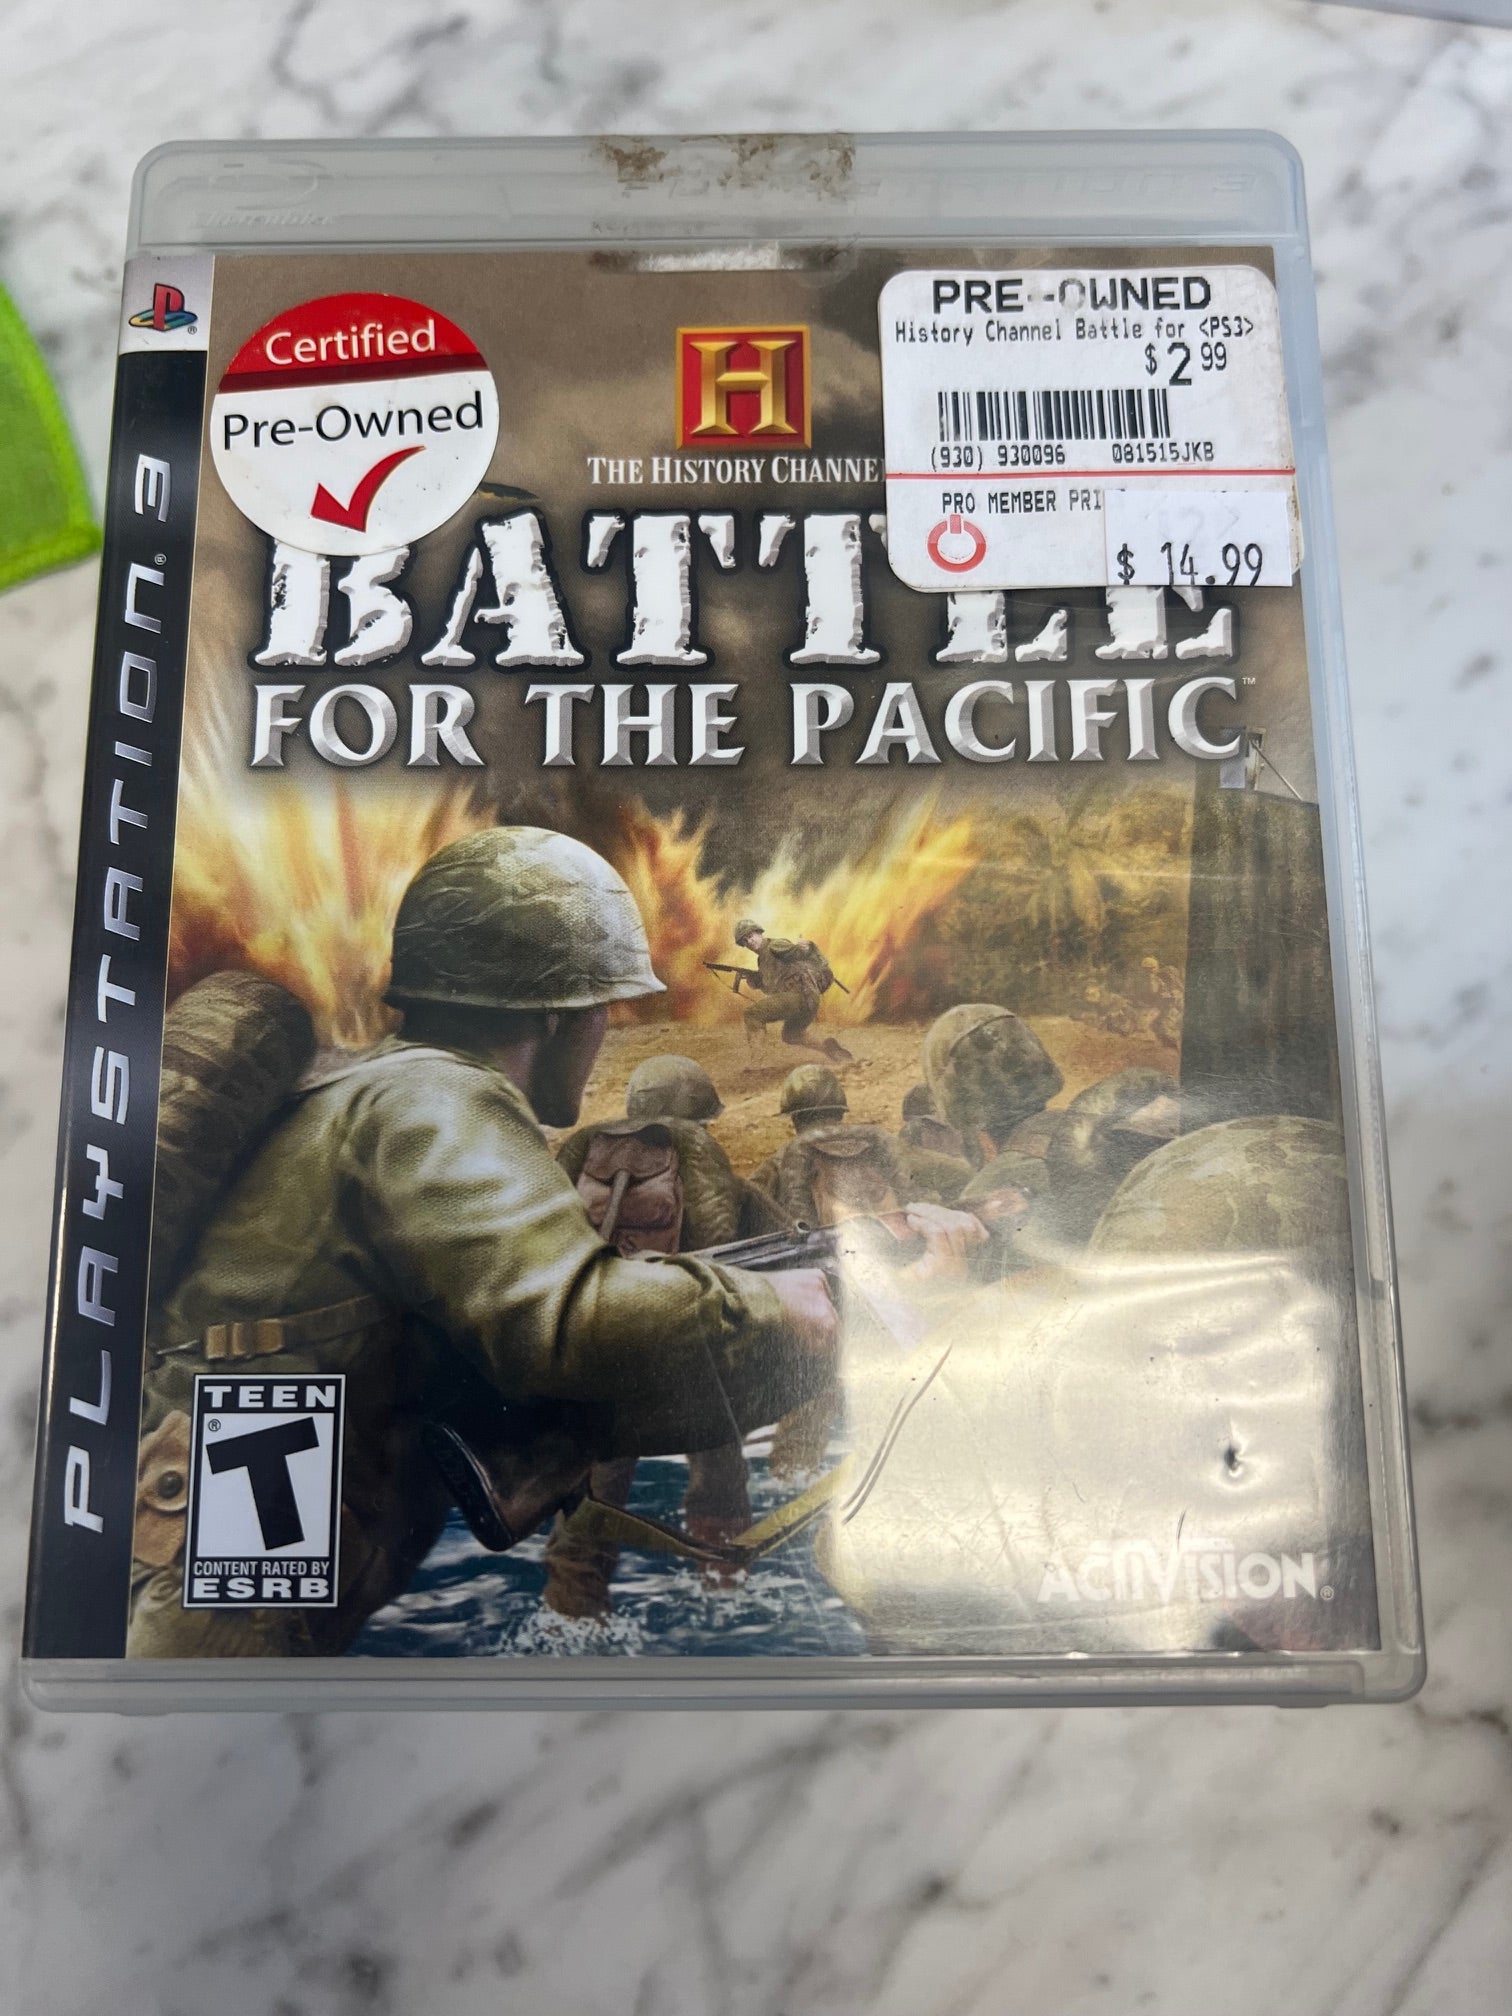 PRE-OWNED
History Channel Battle for <PS3>
$ 2 99
(930) 930096 081515JKB
PRO MEMBER PRI
$ 14.99
Certified
Pre-Owned
H
THE HISTORY CHANNEL
BATTLE
FOR THE PACIFIC™
PLAYSTATION®3
TEEN
T®
CONTENT RATED BY
ESRB
ACTIVISION®